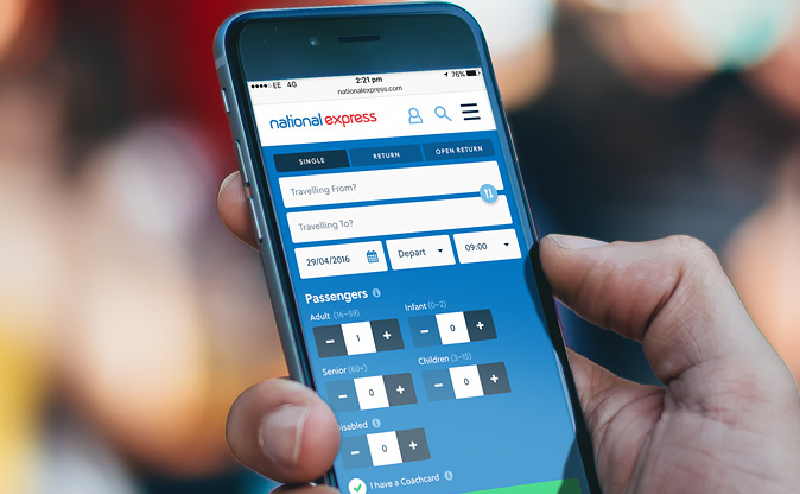 EE 4G 2:21 pm 76%
nationalexpress.com
national express
SINGLE RETURN OPEN RETURN
Travelling From?
Travelling To?
29/04/2016 Depart 09:00
Passengers
Adult (16-59) Infant (0-2)
− 1 + − 0 +
Senior (60+) Children (3-15)
− 0 + − 0 +
Disabled
− 0 +
I have a Coachcard